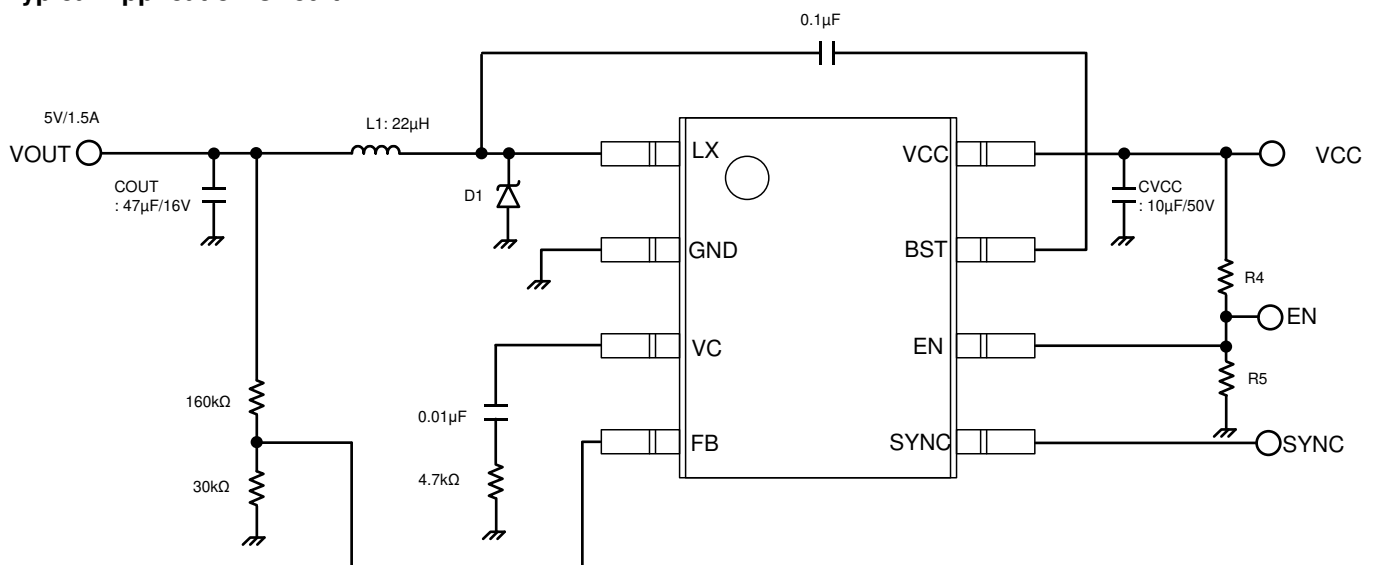 0.1µF
5V/1.5A
L1: 22µH
VOUT
LX
VCC
VCC
COUT
: 47µF/16V
D1
CVCC
: 10µF/50V
GND
BST
R4
EN
VC
EN
R5
160kΩ
0.01µF
FB
SYNC
SYNC
30kΩ
4.7kΩ